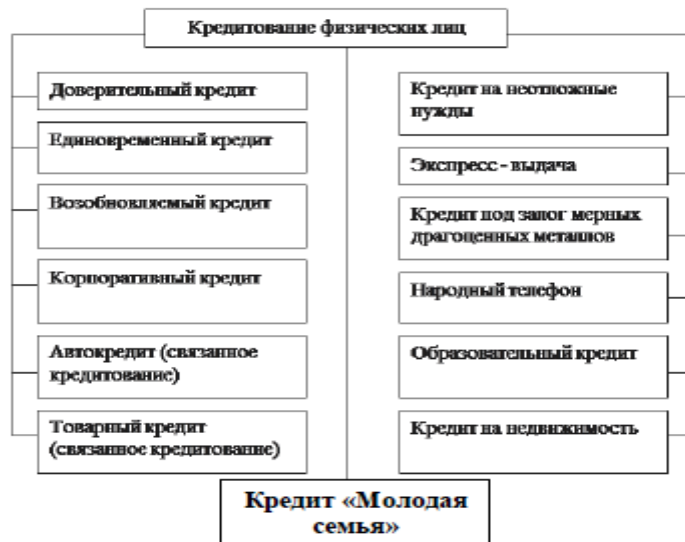 Кредитование физических лиц
Доверительный кредит
Единовременный кредит
Возобновляемый кредит
Корпоративный кредит
Автокредит (связанное
кредитование)
Товарный кредит
(связанное кредитование)
Кредит на неотложные
нужды
Экспресс - выдача
Кредит под залог мерных
драгоценных металлов
Народный телефон
Образовательный кредит
Кредит на недвижимость
Кредит «Молодая
семья»